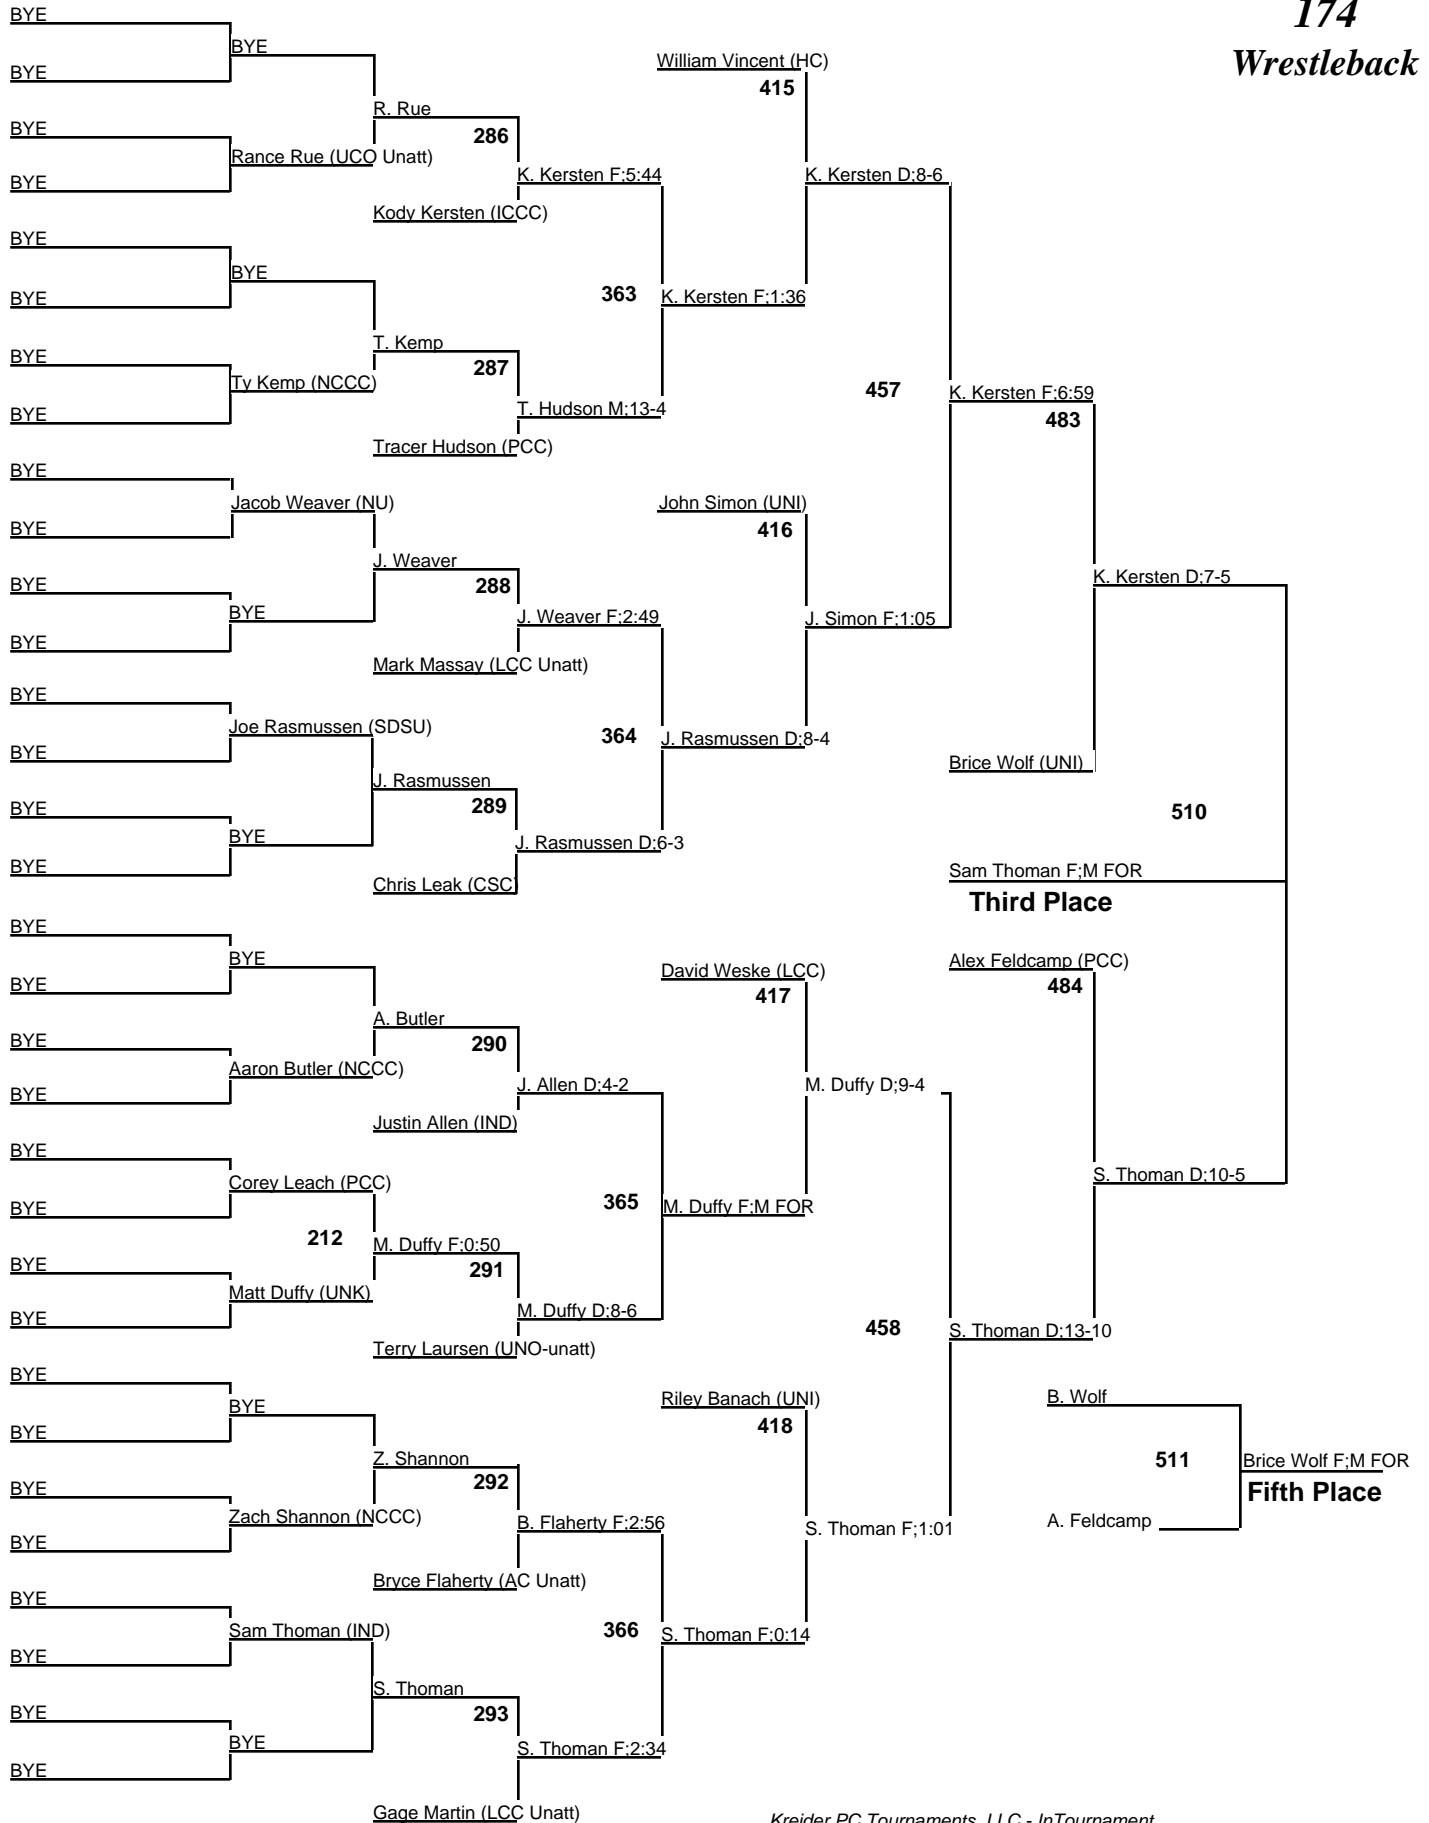 174
Wrestleback
BYE
BYE
BYE
William Vincent (HC)
415
R. Rue
286
BYE
Rance Rue (UCO Unatt)
BYE
K. Kersten F;5:44
K. Kersten D;8-6
Kody Kersten (ICCC)
BYE
BYE
BYE
363
K. Kersten F;1:36
T. Kemp
287
BYE
Ty Kemp (NCCC)
457
K. Kersten F;6:59
483
BYE
T. Hudson M;13-4
Tracer Hudson (PCC)
BYE
Jacob Weaver (NU)
John Simon (UNI)
416
BYE
J. Weaver
288
K. Kersten D;7-5
BYE
BYE
J. Weaver F;2:49
J. Simon F;1:05
BYE
Mark Massay (LCC Unatt)
BYE
Joe Rasmussen (SDSU)
364
J. Rasmussen D;8-4
BYE
Brice Wolf (UNI)
J. Rasmussen
289
BYE
510
BYE
J. Rasmussen D;6-3
BYE
Sam Thoman F;M FOR
Chris Leak (CSC)
Third Place
BYE
BYE
David Weske (LCC)
Alex Feldcamp (PCC)
BYE
417
484
A. Butler
290
BYE
Aaron Butler (NCCC)
J. Allen D;4-2
M. Duffy D;9-4
BYE
Justin Allen (IND)
BYE
Corey Leach (PCC)
S. Thoman D;10-5
BYE
365
M. Duffy F;M FOR
212
M. Duffy F;0:50
291
BYE
Matt Duffy (UNK)
BYE
M. Duffy D;8-6
458
S. Thoman D;13-10
Terry Laursen (UNO-unatt)
BYE
BYE
Riley Banach (UNI)
B. Wolf
418
BYE
Z. Shannon
292
511
Brice Wolf F;M FOR
Fifth Place
BYE
Zach Shannon (NCCC)
B. Flaherty F;2:56
S. Thoman F;1:01
A. Feldcamp
BYE
Bryce Flaherty (AC Unatt)
BYE
Sam Thoman (IND)
366
S. Thoman F;0:14
BYE
S. Thoman
293
BYE
BYE
S. Thoman F;2:34
BYE
Gage Martin (LCC Unatt)
Kreider PC Tournaments, LLC - InTournament